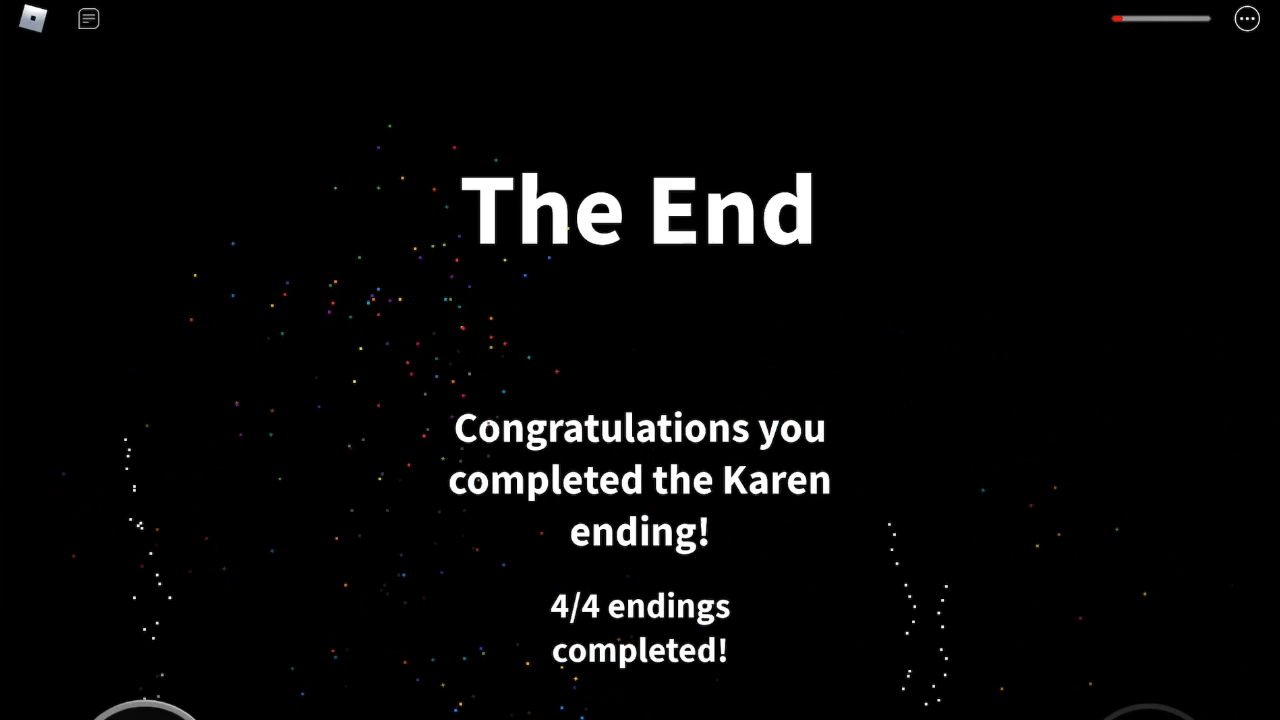 The End
Congratulations you
completed the Karen
ending!
4/4 endings
completed!